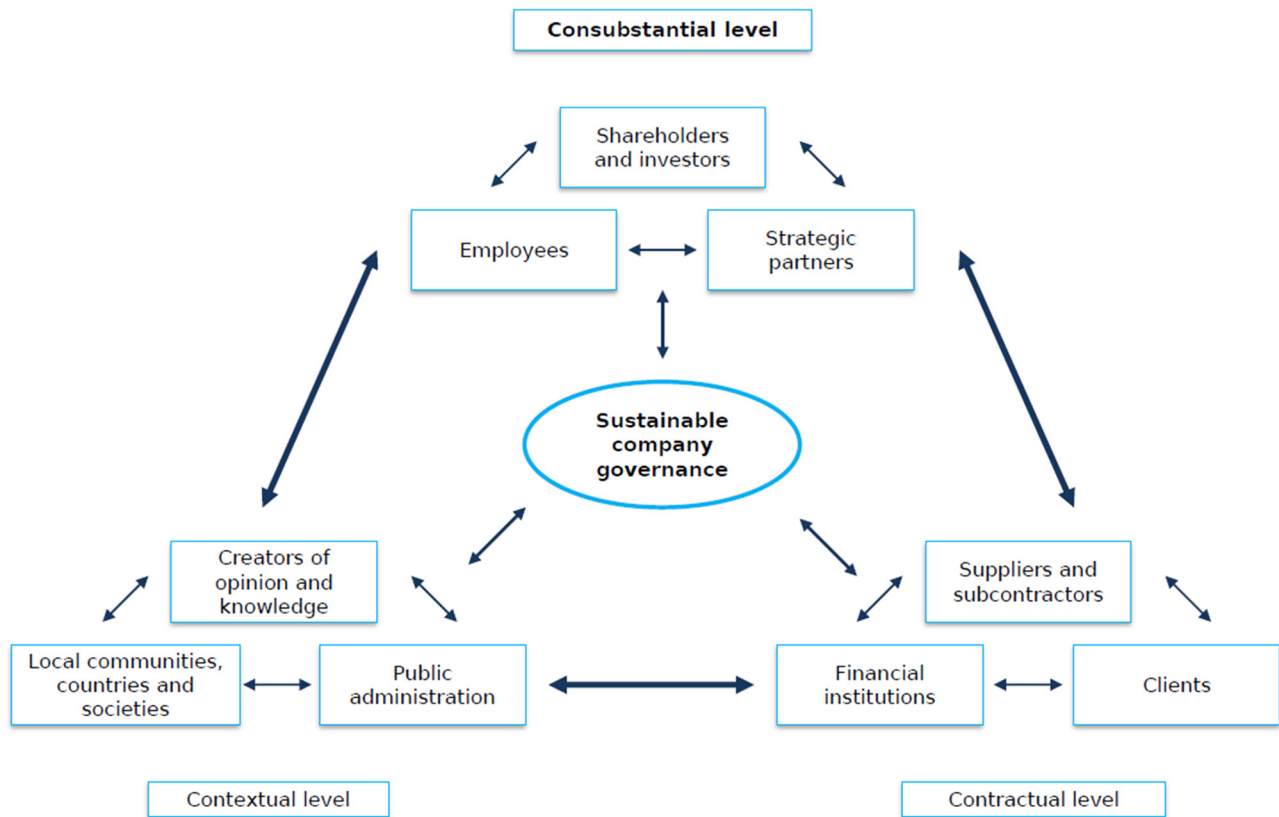 Consubstantial level
Shareholders
and investors
Employees
Strategic
partners
Sustainable
company
governance
Creators of
opinion and
knowledge
Suppliers and
subcontractors
Local communities,
countries and
societies
Public
administration
Financial
institutions
Clients
Contextual level
Contractual level